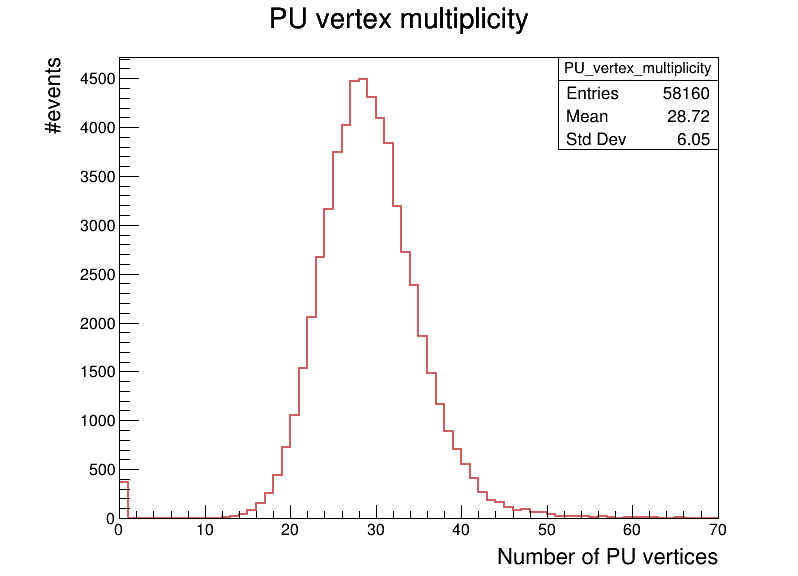 PU vertex multiplicity
#events
PU_vertex_multiplicity
Entries 58160
Mean 28.72
Std Dev 6.05
4500
4000
3500
3000
2500
2000
1500
1000
500
0
0 10 20 30 40 50 60 70
Number of PU vertices